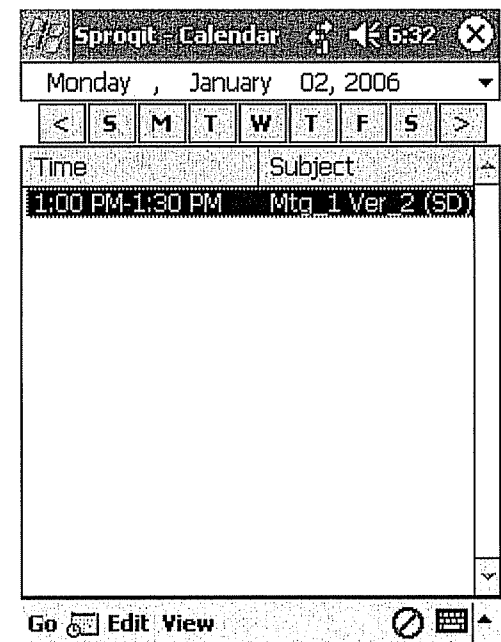 Sproqit - Calendar 6:32
Monday , January 02, 2006
< S M T W T F S >
Time Subject
1:00 PM-1:30 PM Mtg_1 Ver_2 (SD)
Go Edit View